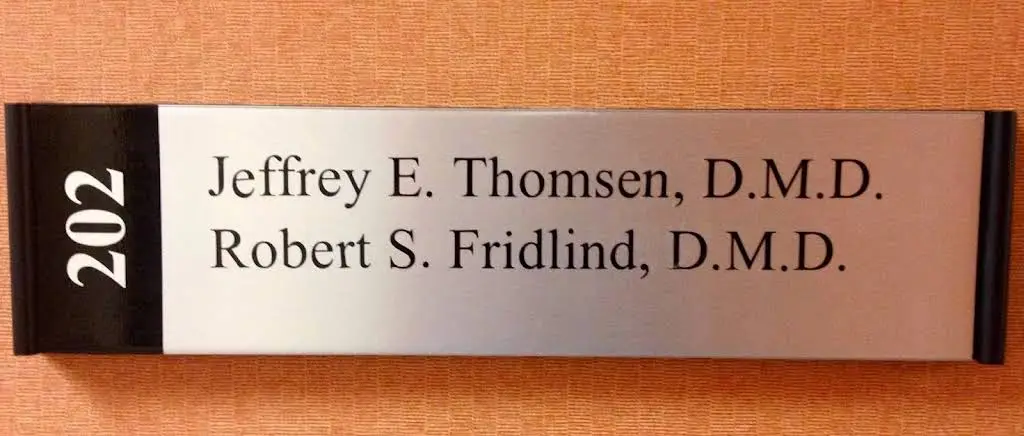 202
Jeffrey E. Thomsen, D.M.D.
Robert S. Fridlind, D.M.D.